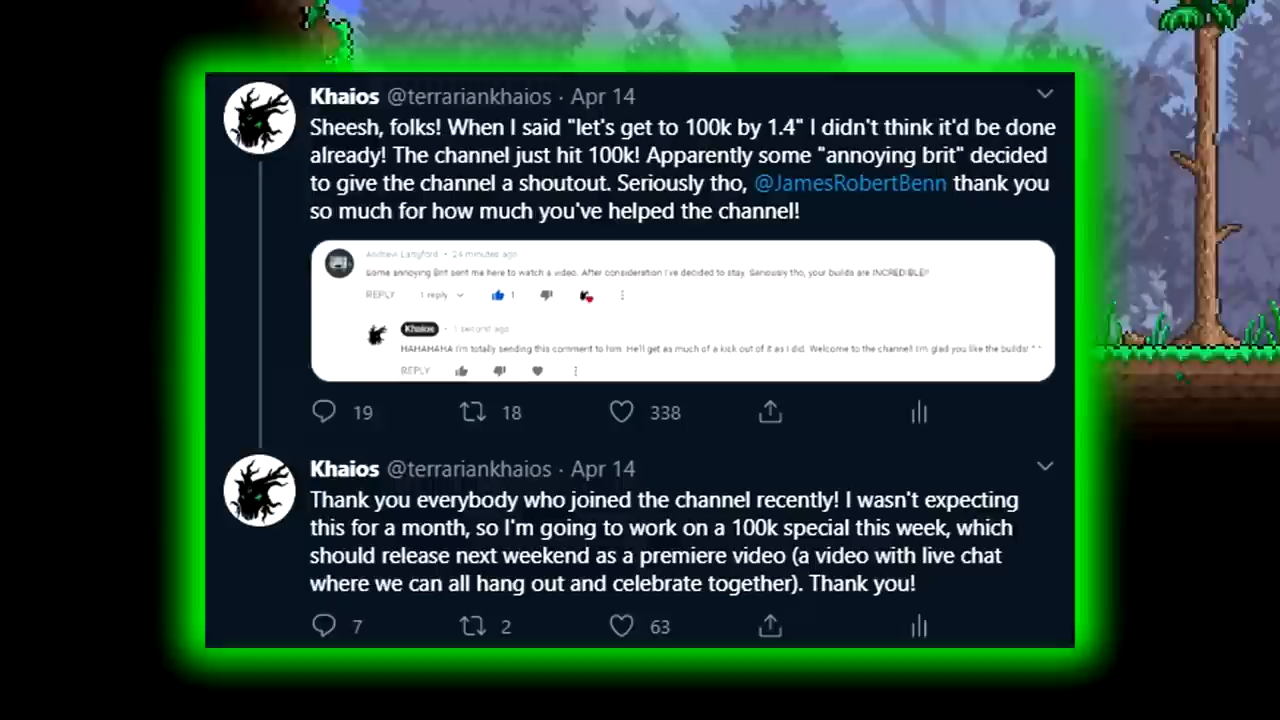 Khaios @terrariankhaios · Apr 14
Sheesh, folks! When I said "let's get to 100k by 1.4" I didn't think it'd be done
already! The channel just hit 100k! Apparently some "annoying brit" decided
to give the channel a shoutout. Seriously tho, @JamesRobertBenn thank you
so much for how much you've helped the channel!
Andrew Langford · 24 minutes ago
Some annoying Brit sent me here to watch a video. After consideration I've decided to stay. Seriously tho, your builds are INCREDIBLE!!
REPLY 1 reply 1
Khaios · 1 second ago
HAHAHAHA I'm totally sending this comment to him. He'll get as much of a kick out of it as I did. Welcome to the channel! I'm glad you like the builds! ^^
REPLY
19 18 338
Khaios @terrariankhaios · Apr 14
Thank you everybody who joined the channel recently! I wasn't expecting
this for a month, so I'm going to work on a 100k special this week, which
should release next weekend as a premiere video (a video with live chat
where we can all hang out and celebrate together). Thank you!
7 2 63